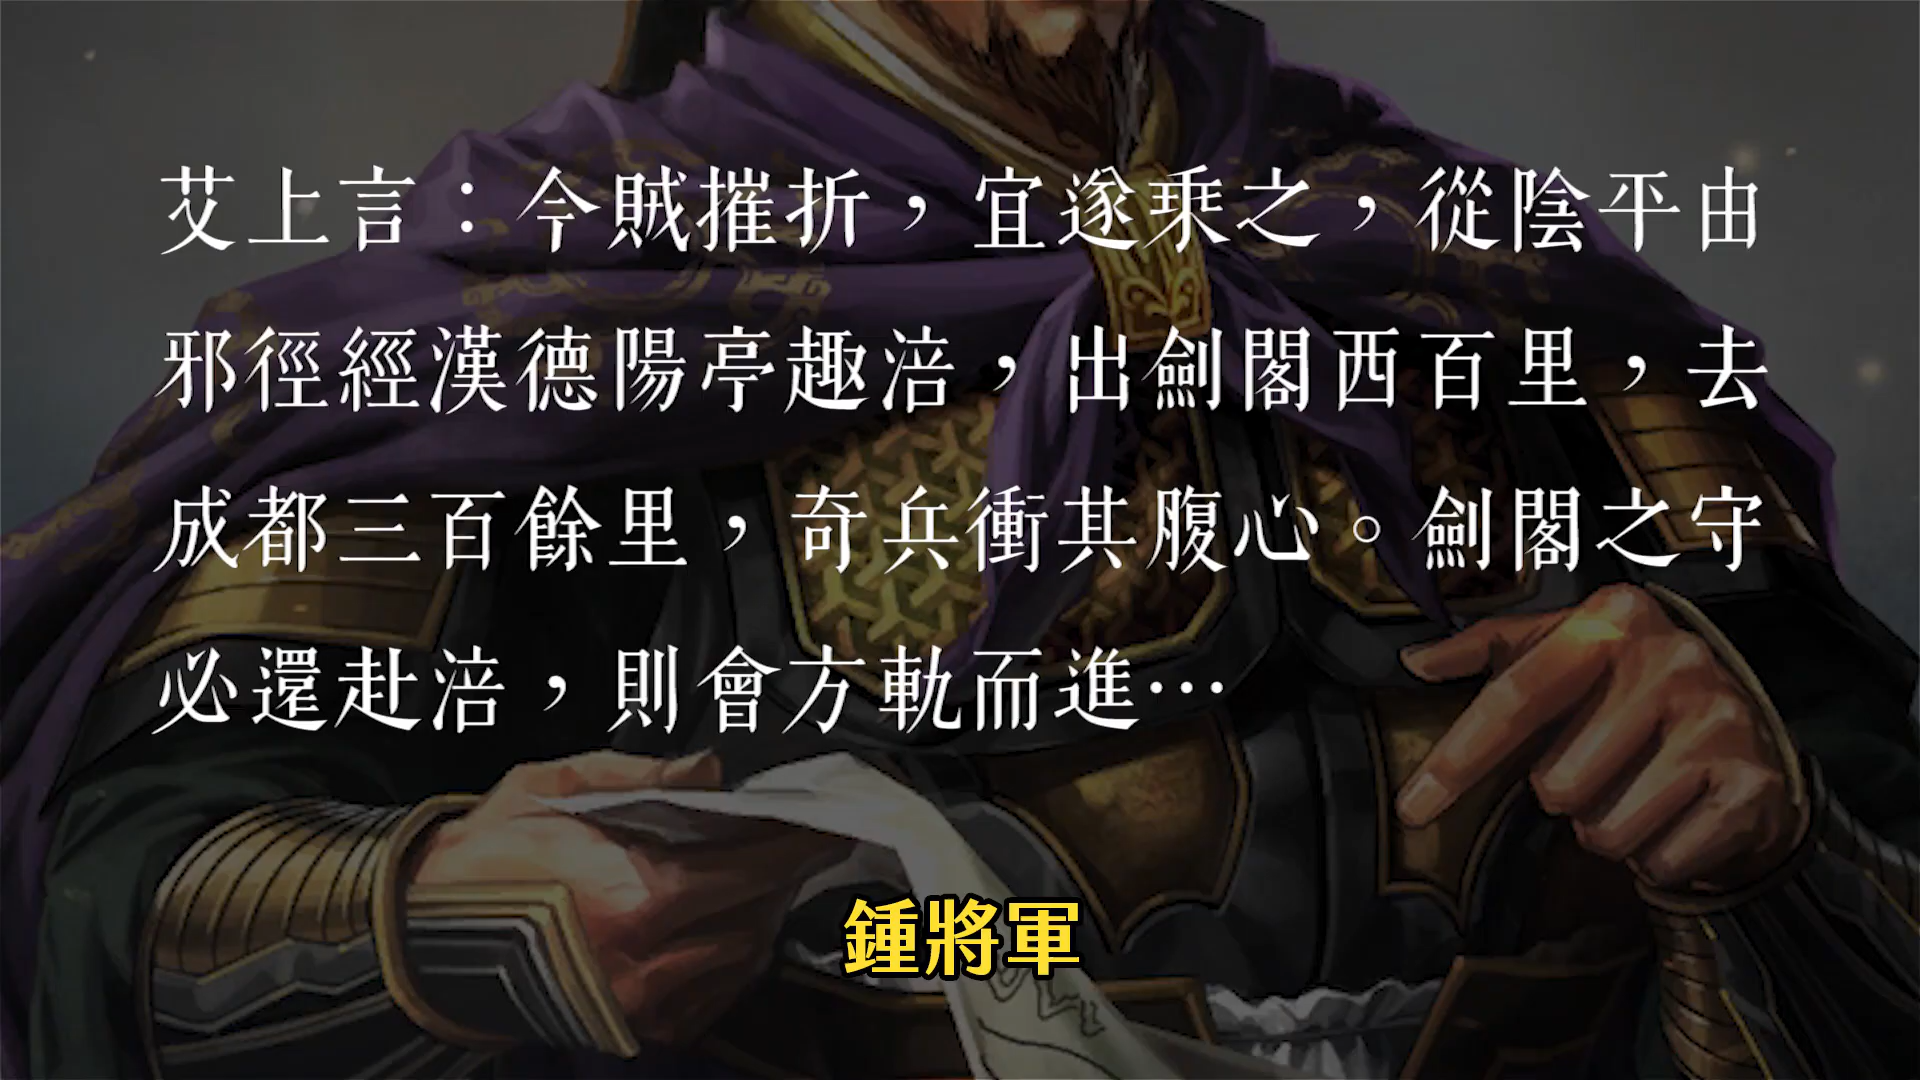 艾上言：今賊摧折，宜遂乘之，從陰平由
邪徑經漢德陽亭趣涪，出劍閣西百里，去
成都三百餘里，奇兵衝其腹心。劍閣之守
必還赴涪，則會方軌而進…
鍾將軍